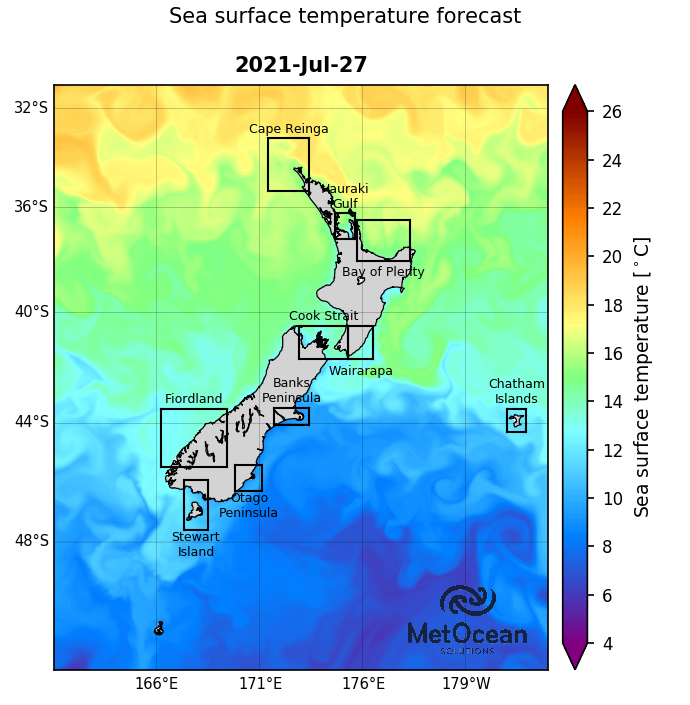 Sea surface temperature forecast
2021-Jul-27
32°S
36°S
40°S
44°S
48°S
166°E
171°E
176°E
179°W
Cape Reinga
Hauraki
Gulf
Bay of Plenty
Cook Strait
Wairarapa
Banks
Peninsula
Fiordland
Chatham
Islands
Otago
Peninsula
Stewart
Island
MetOcean
SOLUTIONS
26
24
22
20
18
16
14
12
10
8
6
4
Sea surface temperature [°C]